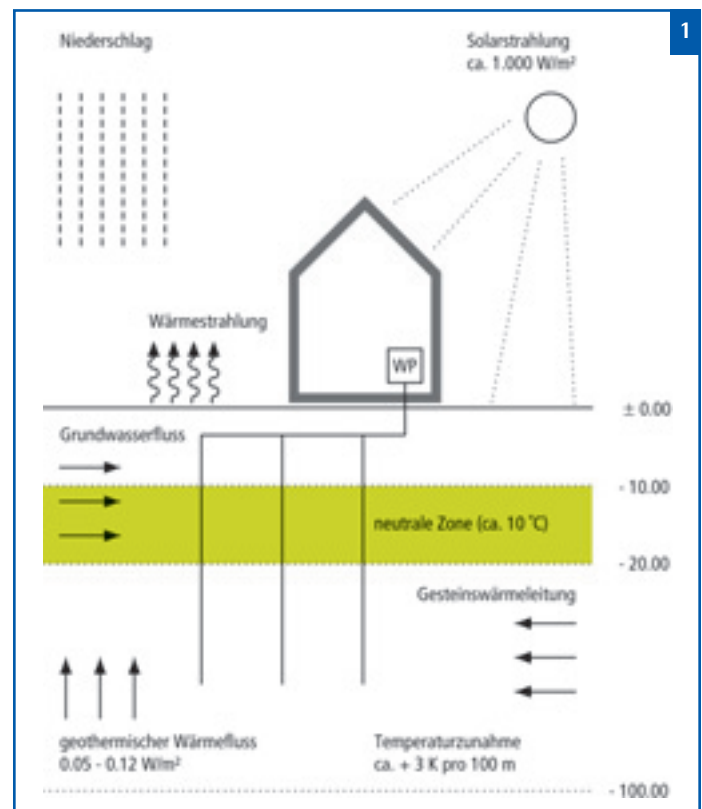 1
Niederschlag
Solarstrahlung
ca. 1.000 W/m²
Wärmestrahlung
WP
± 0.00
Grundwasserfluss
- 10.00
neutrale Zone (ca. 10 °C)
- 20.00
Gesteinswärmeleitung
geothermischer Wärmefluss
0.05 - 0.12 W/m²
Temperaturzunahme
ca. + 3 K pro 100 m
- 100.00